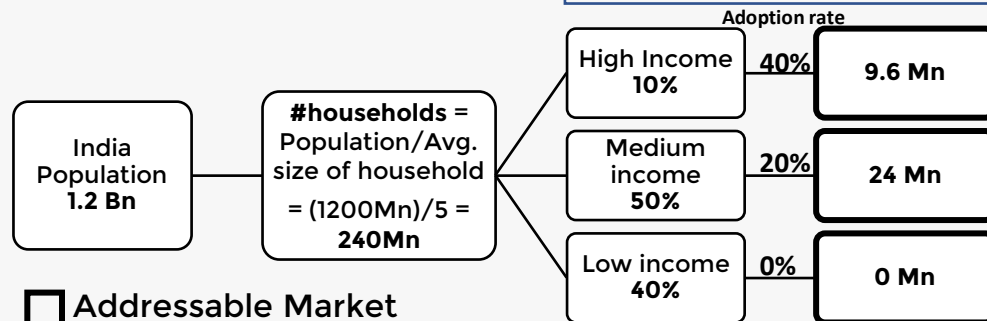 Adoption rate
India
Population
1.2 Bn
#households =
Population/Avg.
size of household
= (1200Mn)/5 =
240Mn
High Income
10%
40%
9.6 Mn
Medium
income
50%
20%
24 Mn
Low income
40%
0%
0 Mn
Addressable Market